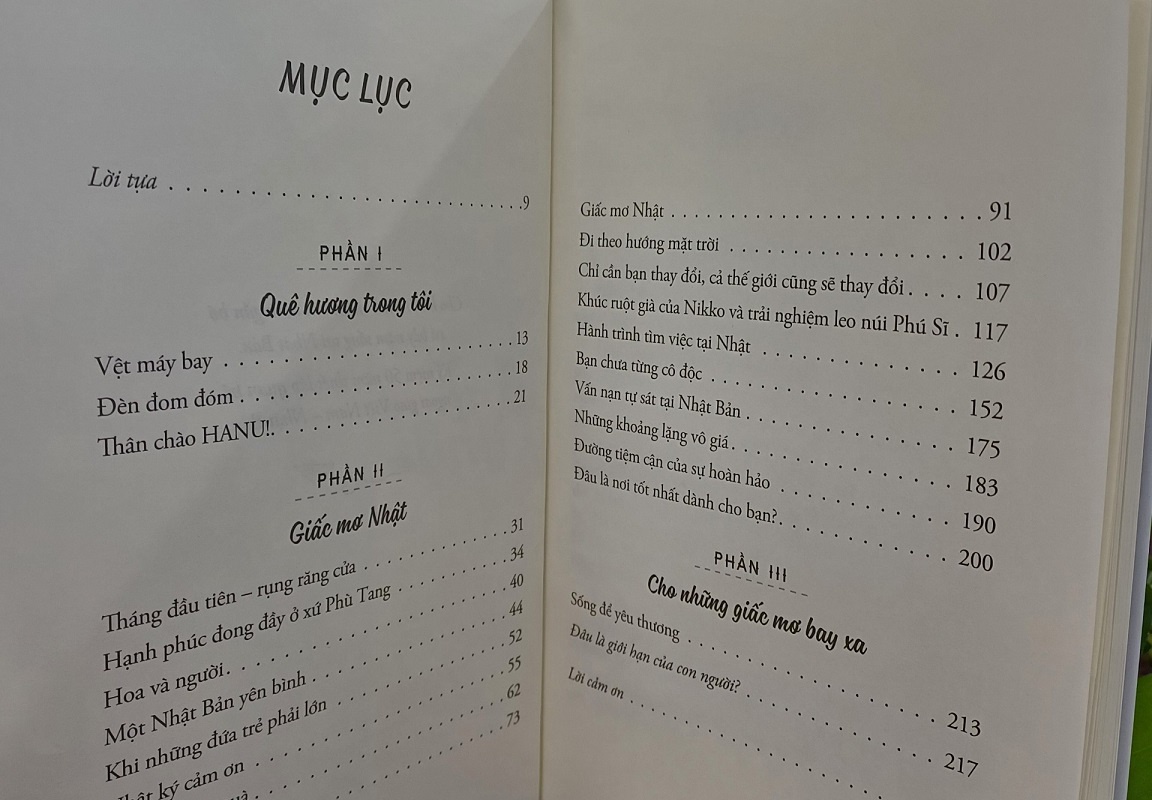 MỤC LỤC
Lời tựa . . . . . . . . . . . . . . . . . . . . . . . . . . . .9
PHẦN I
Quê hương trong tôi
Vệt máy bay . . . . . . . . . . . . . . . . . . . . . . 13
Đèn đom đóm . . . . . . . . . . . . . . . . . . . . 18
Thân chào HANU!. . . . . . . . . . . . . . . . . 21
PHẦN II
Giấc mơ Nhật
Tháng đầu tiên – rụng răng cửa . . . . . . . . . . 31
Hạnh phúc đong đầy ở xứ Phù Tang . . . . . . . . 34
Hoa và người. . . . . . . . . . . . . . . . . . . . 40
Một Nhật Bản yên bình . . . . . . . . . . . . . . 44
Khi những đứa trẻ phải lớn . . . . . . . . . . . . 52
ký cảm ơn . . . . . . . . . . . . . . . . . . . 55
. . . . . . . . . . . . . . . . . . . 62
. . . . . . . . . . . 73
Giấc mơ Nhật . . . . . . . . . . . . . . . . . . . . . . . 91
Đi theo hướng mặt trời . . . . . . . . . . . . . . . . 102
Chỉ cần bạn thay đổi, cả thế giới cũng sẽ thay đổi . . . . 107
Khúc ruột già của Nikko và trải nghiệm leo núi Phú Sĩ . 117
Hành trình tìm việc tại Nhật . . . . . . . . . . . . . 126
Bạn chưa từng cô độc . . . . . . . . . . . . . . . . 152
Vấn nạn tự sát tại Nhật Bản . . . . . . . . . . . . . 175
Những khoảng lặng vô giá. . . . . . . . . . . . . . . 183
Đường tiệm cận của sự hoàn hảo . . . . . . . . . . . 190
Đâu là nơi tốt nhất dành cho bạn?. . . . . . . . . . . 200
PHẦN III
Cho những giấc mơ bay xa
Sống để yêu thương . . . . . . . . . . . . . . . . . 213
Đâu là giới hạn của con người? . . . . . . . . . . . . 217
Lời cảm ơn . . . . . . . . . . . . . . . . . .